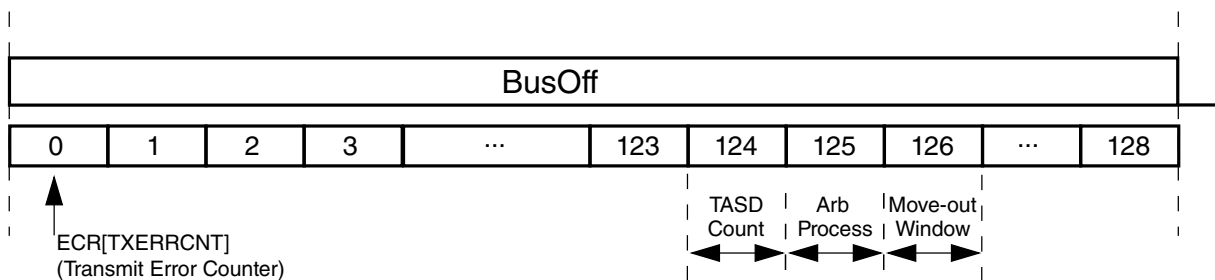 BusOff
0 1 2 3 ... 123 124 125 126 ... 128
TASD Count
Arb Process
Move-out Window
ECR[TXERRCNT]
(Transmit Error Counter)